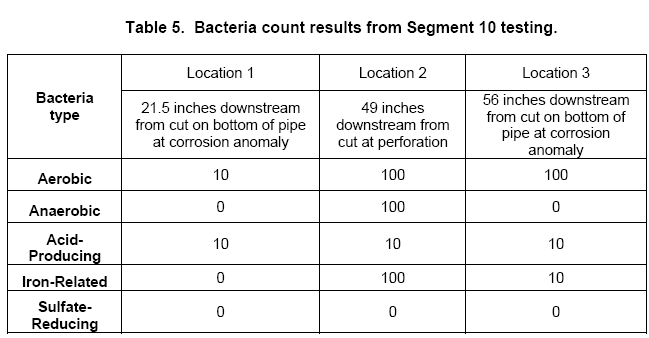 Table 5.  Bacteria count results from Segment 10 testing.
Bacteria type
Location 1
Location 2
Location 3
21.5 inches downstream
from cut on bottom of pipe
at corrosion anomaly
49 inches
downstream from
cut at perforation
56 inches downstream
from cut on bottom of
pipe at corrosion
anomaly
Aerobic 10 100 100
Anaerobic 0 100 0
Acid-
Producing 10 10 10
Iron-Related 0 100 10
Sulfate-
Reducing 0 0 0